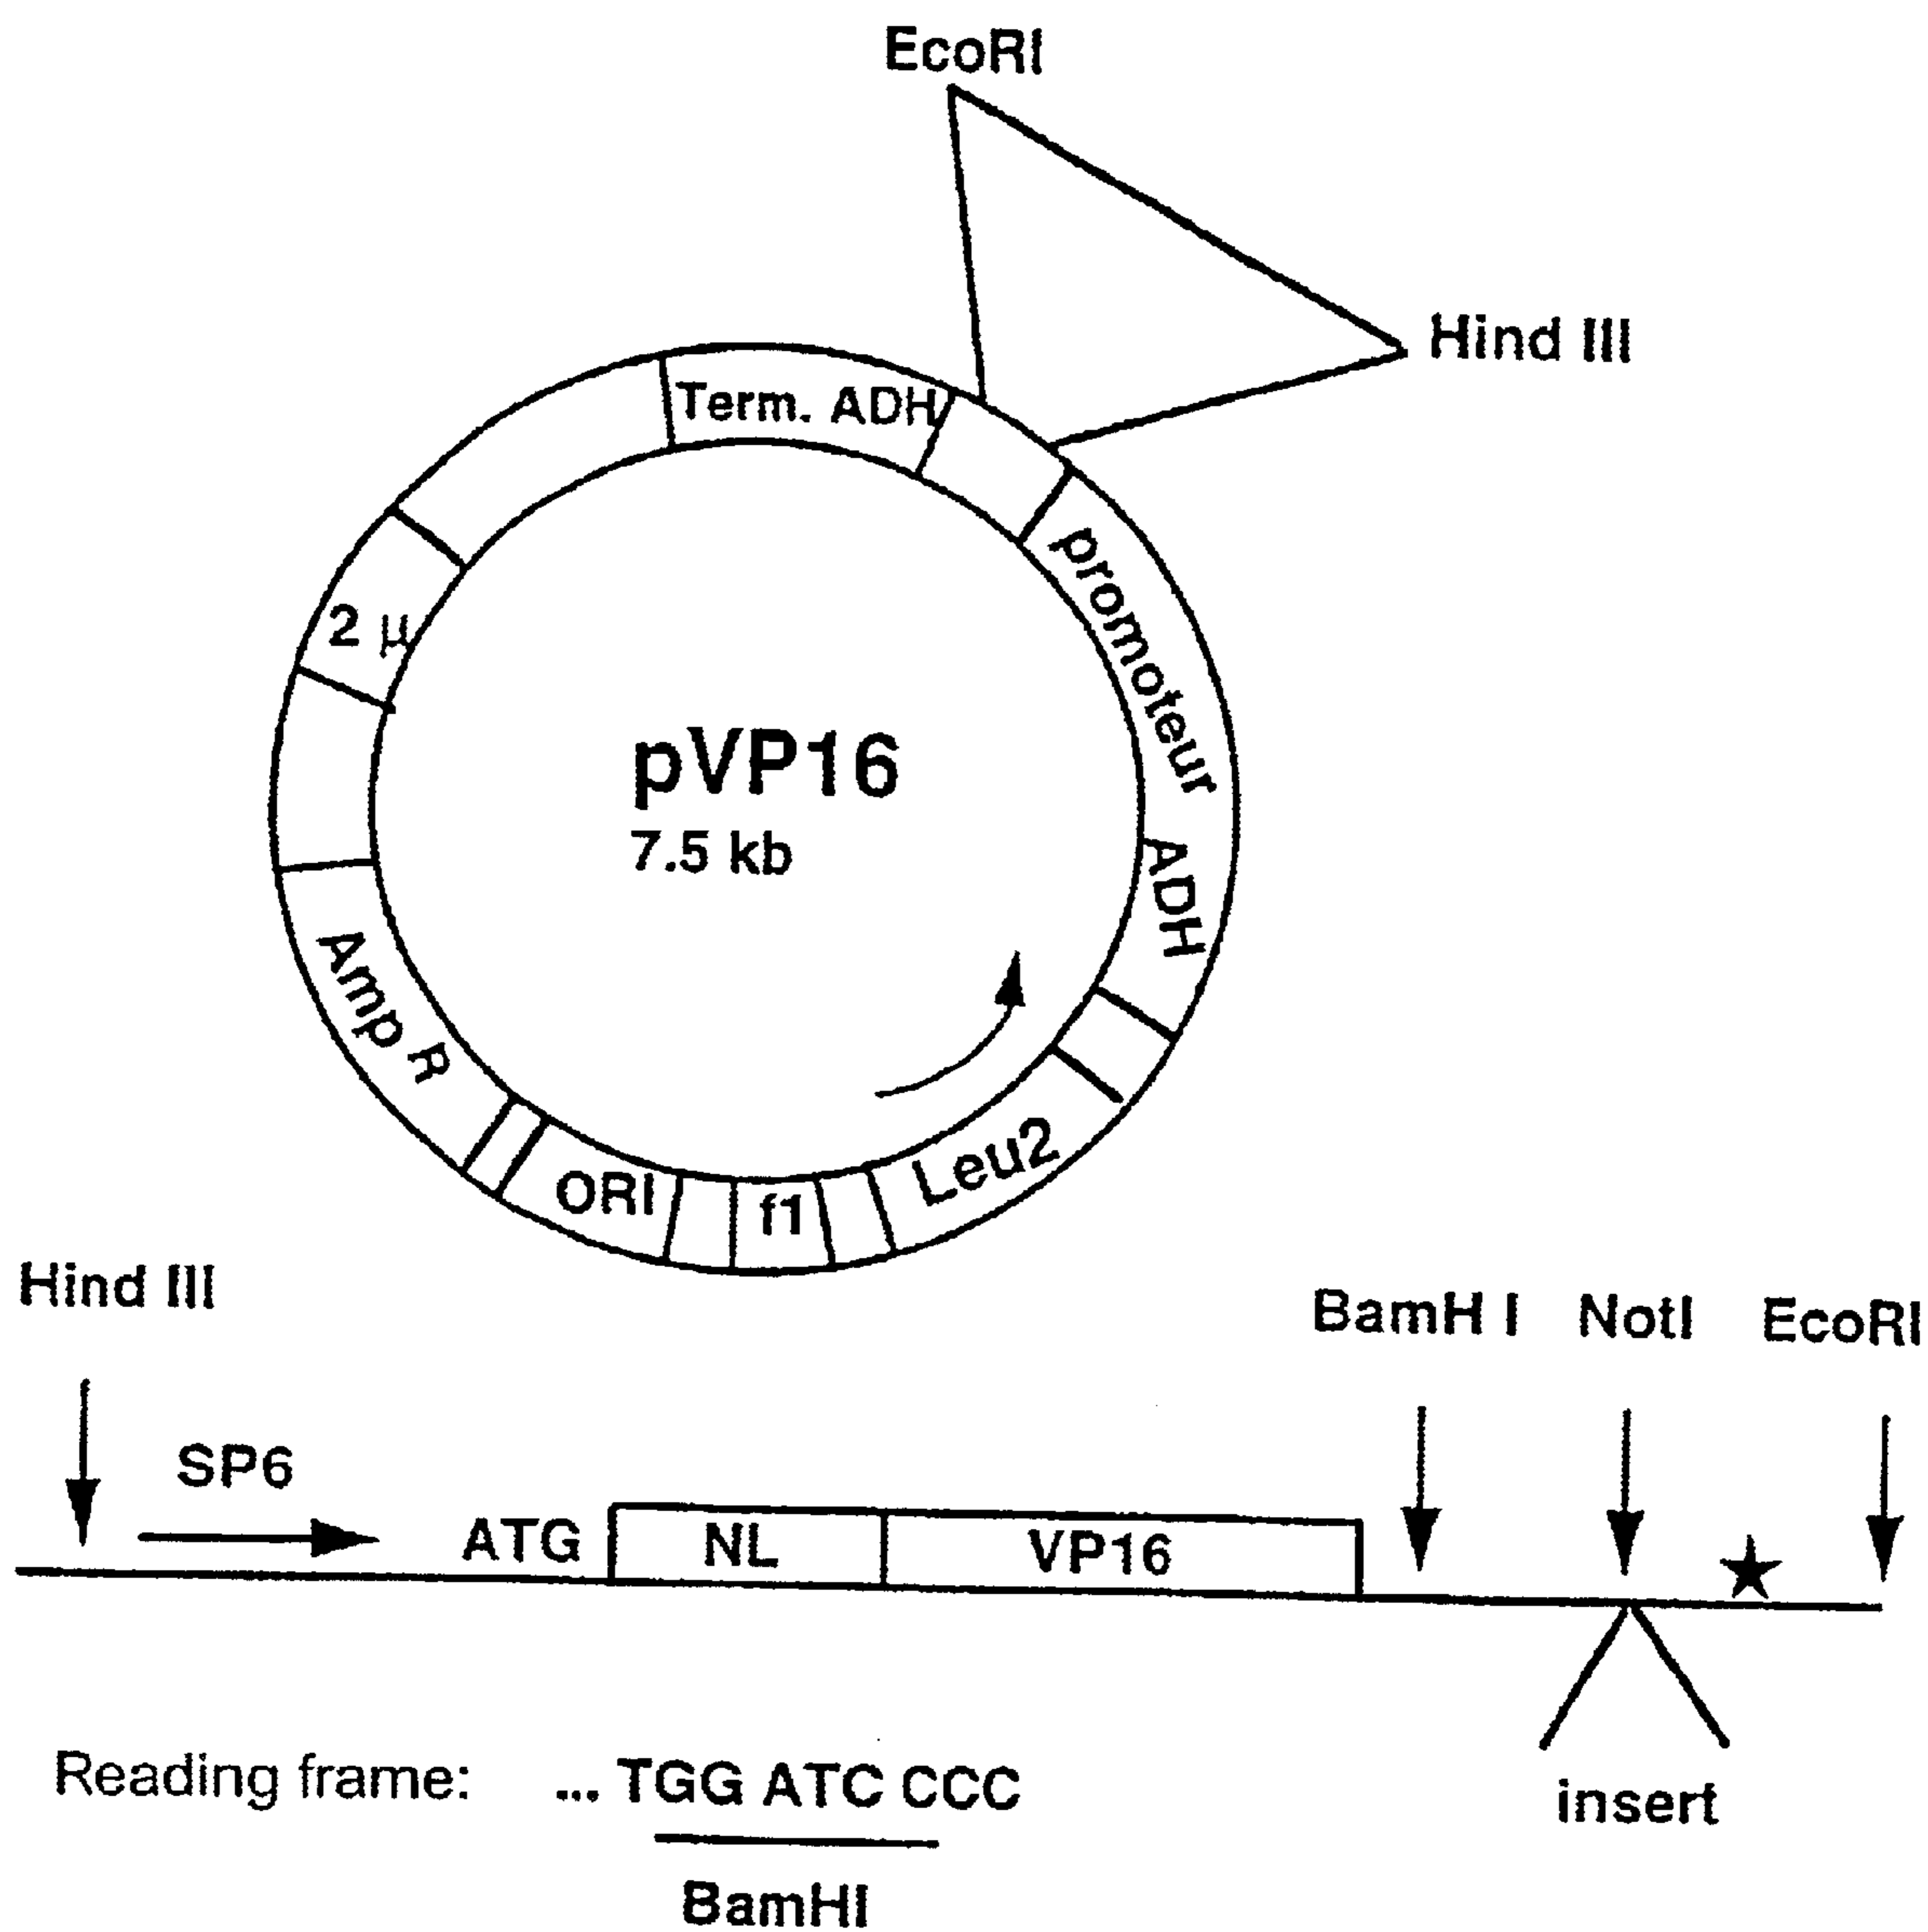 EcoRI
Hind III
Term. ADH
promoteur ADH
2 µ
pVP16
7.5 kb
Amp R
ORI
f1
Leu2
Hind III
BamH I
NotI
EcoRI
SP6
ATG
NL
VP16
★
Reading frame: ... TGG ATC CCC
BamHI
insert